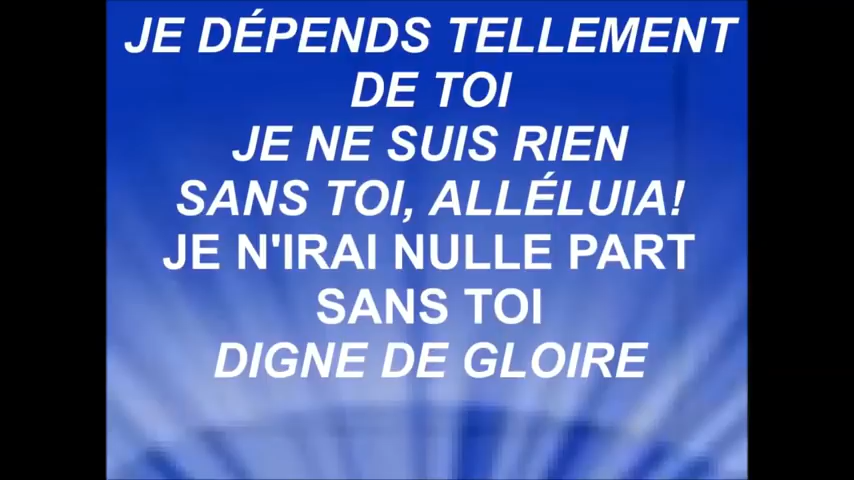 JE DÉPENDS TELLEMENT
DE TOI
JE NE SUIS RIEN
SANS TOI, ALLÉLUIA!
JE N'IRAI NULLE PART
SANS TOI
DIGNE DE GLOIRE